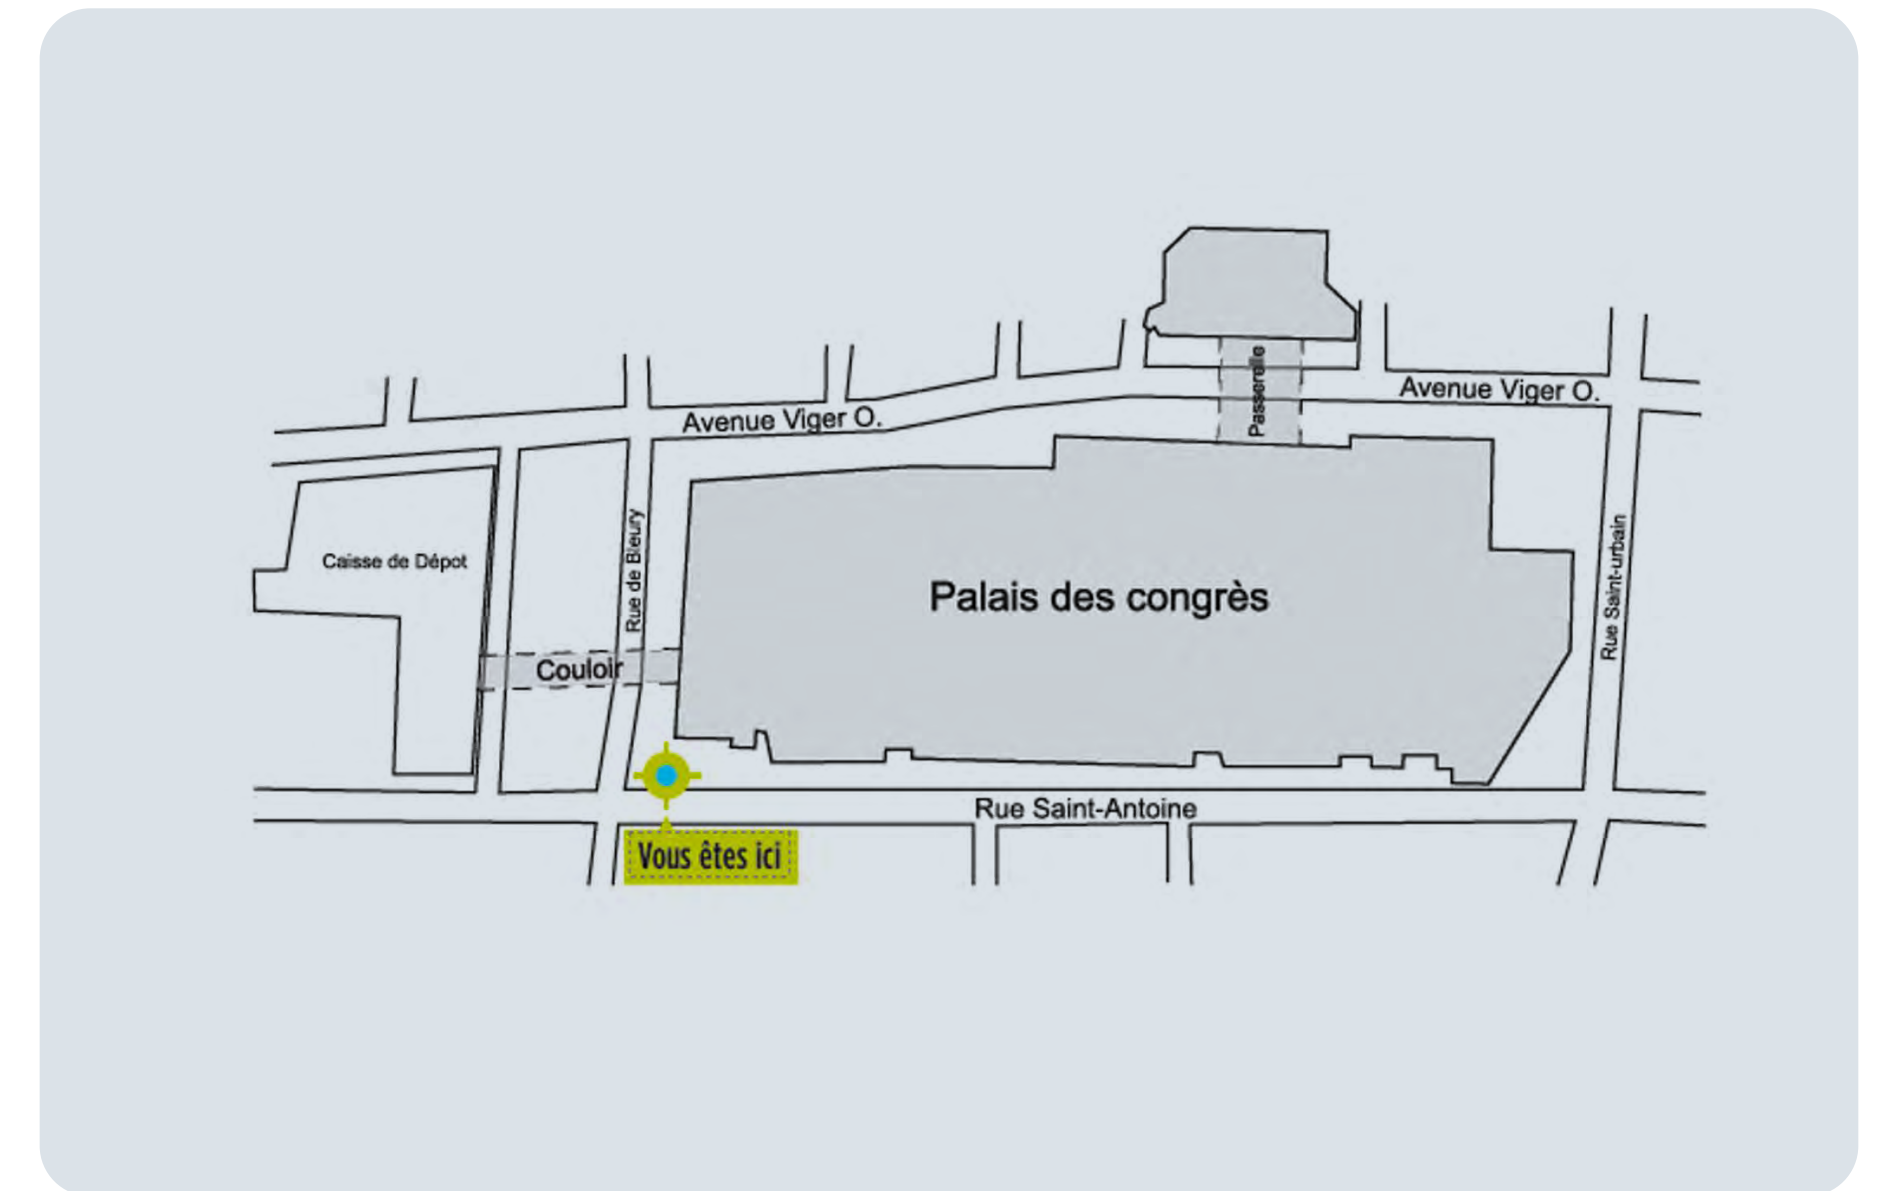 Passerelle
Avenue Viger O.
Avenue Viger O.
Caisse de Dépot
Rue de Bleury
Palais des congrès
Rue Saint-urbain
Couloir
Rue Saint-Antoine
Vous êtes ici